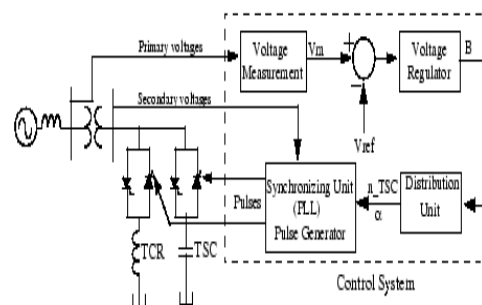 Primary voltages
Voltage
Measurement
Vm
+
−
Voltage
Regulator
B
Secondary voltages
Vref
Synchronizing Unit
(PLL)
Pulse Generator
n_TSC
α
Distribution
Unit
Pulses
TCR
TSC
Control System